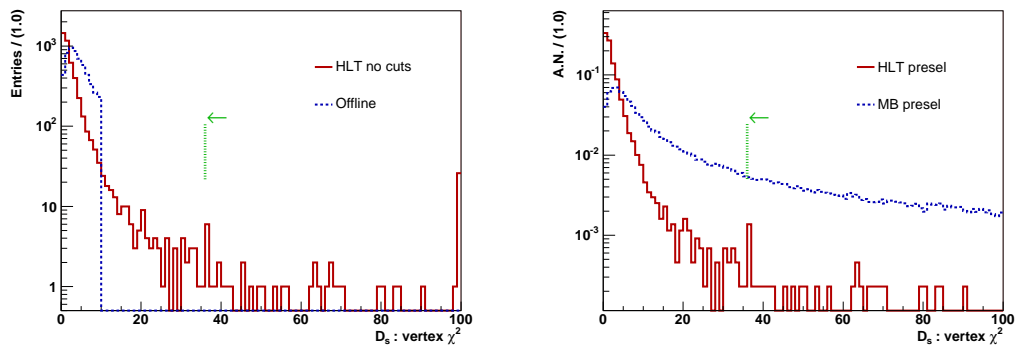 Entries / (1.0)
10³
10²
10
1
HLT no cuts
Offline
0 20 40 60 80 100
Dₛ : vertex χ²
A.N. / (1.0)
10⁻¹
10⁻²
10⁻³
HLT presel
MB presel
0 20 40 60 80 100
Dₛ : vertex χ²